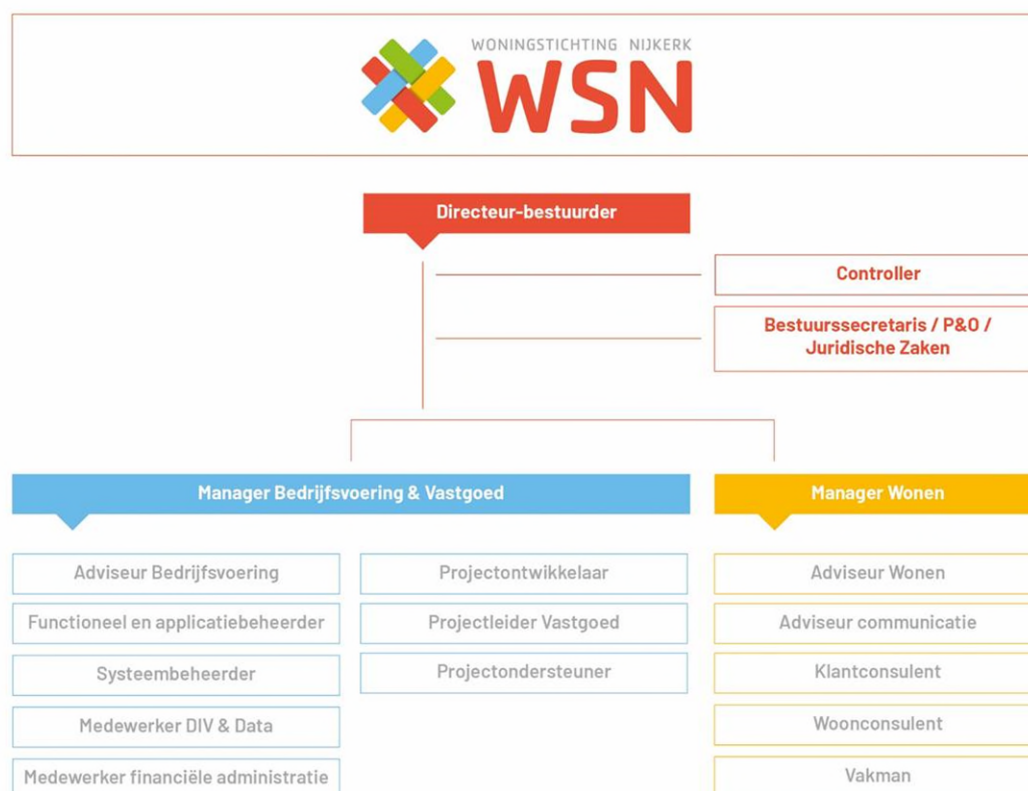 WONINGSTICHTING NIJKERK
WSN
Directeur-bestuurder
Controller
Bestuurssecretaris / P&O /
Juridische Zaken
Manager Bedrijfsvoering & Vastgoed
Manager Wonen
Adviseur Bedrijfsvoering
Projectontwikkelaar
Adviseur Wonen
Functioneel en applicatiebeheerder
Projectleider Vastgoed
Adviseur communicatie
Systeembeheerder
Projectondersteuner
Klantconsulent
Medewerker DIV & Data
Woonconsulent
Medewerker financiële administratie
Vakman